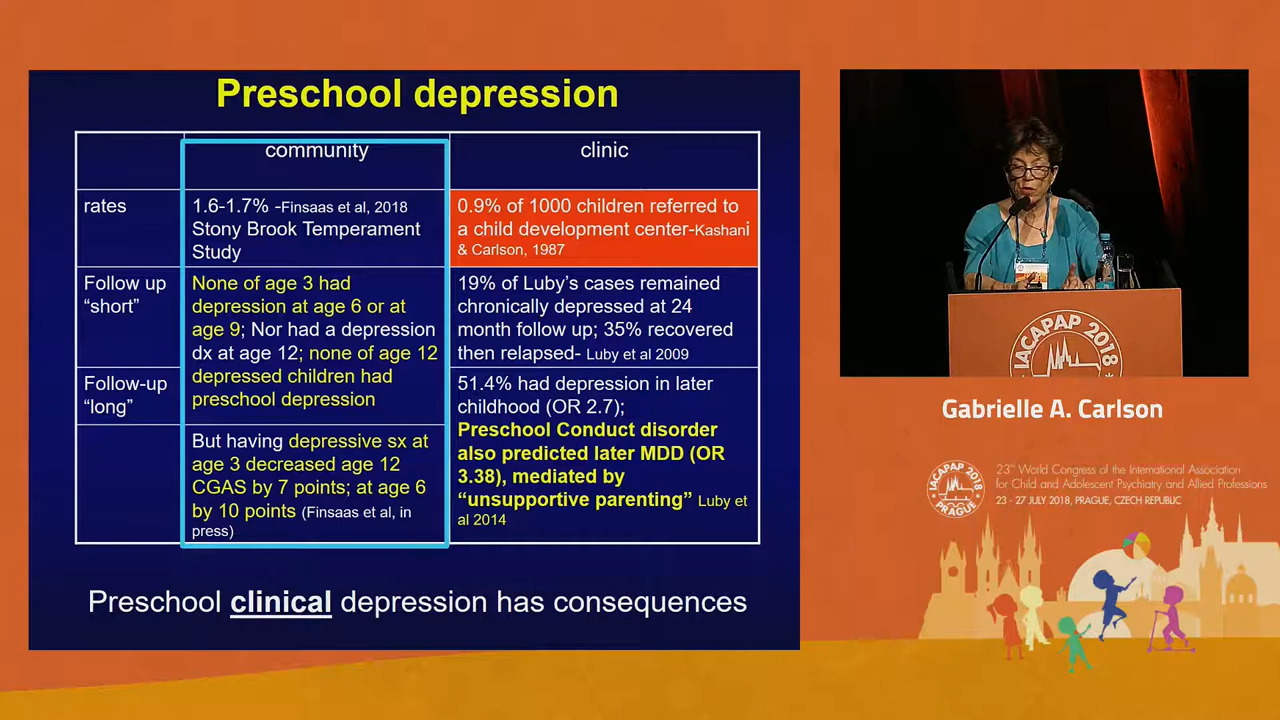 Preschool depression
community
clinic
rates
1.6-1.7% -Finsaas et al, 2018
Stony Brook Temperament
Study
0.9% of 1000 children referred to
a child development center-Kashani
& Carlson, 1987
Follow up
“short”
None of age 3 had
depression at age 6 or at
age 9; Nor had a depression
dx at age 12; none of age 12
depressed children had
preschool depression
19% of Luby’s cases remained
chronically depressed at 24
month follow up; 35% recovered
then relapsed- Luby et al 2009
Follow-up
“long”
51.4% had depression in later
childhood (OR 2.7);
Preschool Conduct disorder
also predicted later MDD (OR
3.38), mediated by
“unsupportive parenting” Luby et
al 2014
But having depressive sx at
age 3 decreased age 12
CGAS by 7 points; at age 6
by 10 points (Finsaas et al, in
press)
Preschool clinical depression has consequences
IACAPAP 2018
Gabrielle A. Carlson
IACAPAP 2018
PRAGUE
23rd World Congress of the International Association
for Child and Adolescent Psychiatry and Allied Professions
23 - 27 JULY 2018, PRAGUE, CZECH REPUBLIC